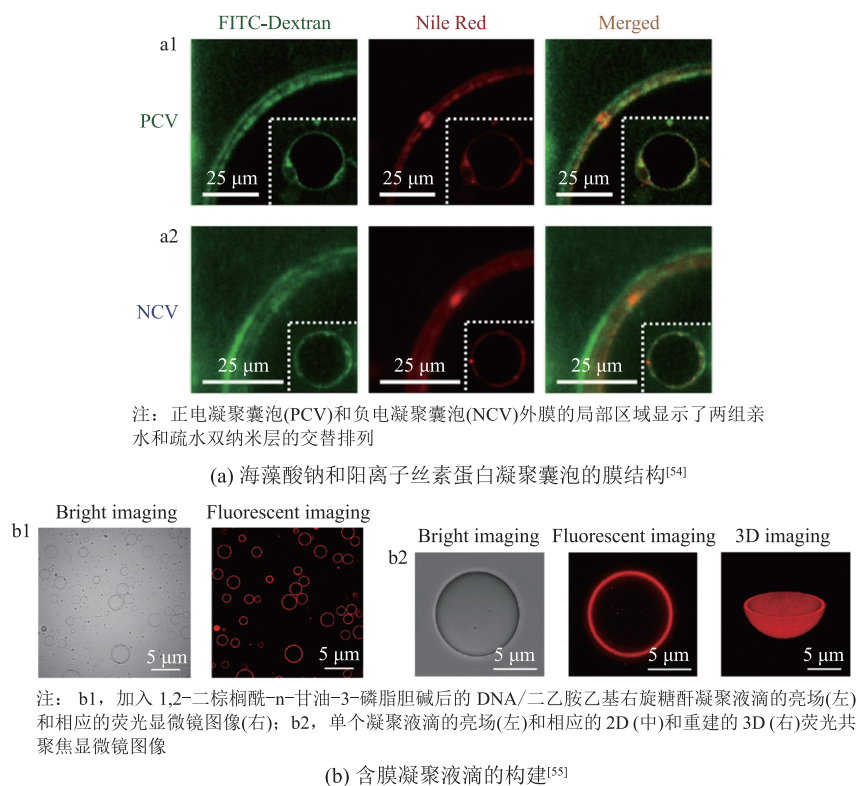 FITC-Dextran Nile Red Merged
a1
PCV
25 μm 25 μm 25 μm
a2
NCV
25 μm 25 μm 25 μm
注：正电凝聚囊泡(PCV)和负电凝聚囊泡(NCV)外膜的局部区域显示了两组亲
水和疏水双纳米层的交替排列
(a) 海藻酸钠和阳离子丝素蛋白凝聚囊泡的膜结构[54]
b1 Bright imaging Fluorescent imaging
5 μm 5 μm
b2 Bright imaging Fluorescent imaging 3D imaging
5 μm 5 μm 5 μm
注： b1，加入 1,2-二棕榈酰-n-甘油-3-磷脂胆碱后的 DNA/二乙胺乙基右旋糖酐凝聚液滴的亮场(左)
和相应的荧光显微镜图像(右)；b2，单个凝聚液滴的亮场(左)和相应的 2D (中)和重建的 3D (右)荧光共
聚焦显微镜图像
(b) 含膜凝聚液滴的构建[55]